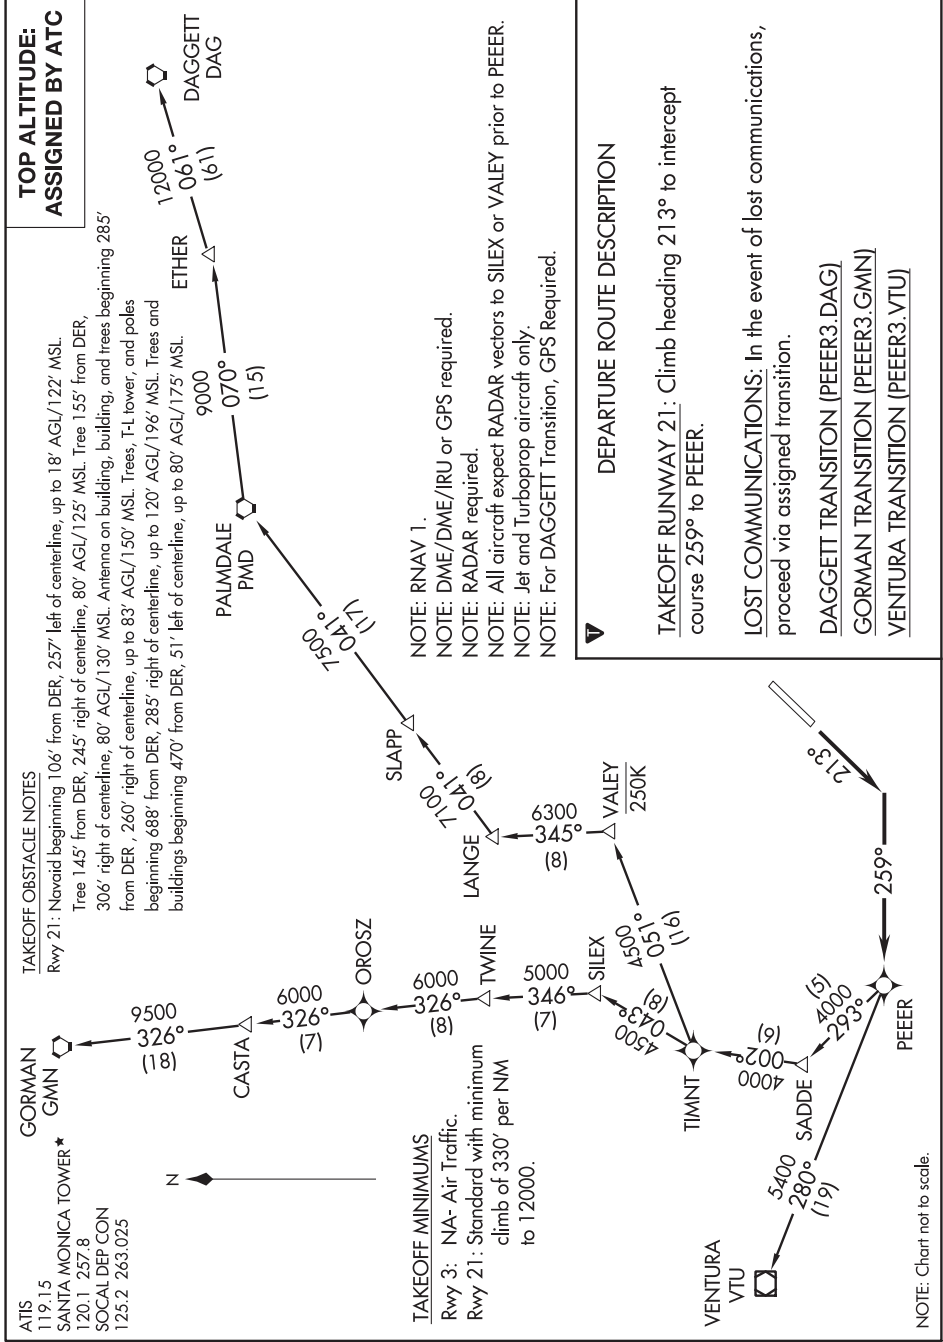 TOP ALTITUDE:
ASSIGNED BY ATC
ATIS
119.15
SANTA MONICA TOWER★
120.1 257.8
SOCAL DEP CON
125.2 263.025
TAKEOFF OBSTACLE NOTES
Rwy 21: Navaid beginning 106' from DER, 257' left of centerline, up to 18' AGL/122' MSL.
Tree 145' from DER, 245' right of centerline, 80' AGL/125' MSL. Tree 155' from DER,
306' right of centerline, 80' AGL/130' MSL. Antenna on building, building, and trees beginning 285'
from DER , 260' right of centerline, up to 83' AGL/150' MSL. Trees, T-L tower, and poles
beginning 688' from DER, 285' right of centerline, up to 120' AGL/196' MSL. Trees and
buildings beginning 470' from DER, 51' left of centerline, up to 80' AGL/175' MSL.
GORMAN
GMN
9500
326°
(18)
CASTA
6000
326°
(7)
OROSZ
6000
326°
(8)
TWINE
5000
346°
(7)
SILEX
4500
043°
(8)
TIMNT
4500
051°
(16)
VALEY
250K
6300
345°
(8)
LANGE
7100
041°
(8)
SLAPP
7500
041°
(17)
PALMDALE
PMD
9000
070°
(15)
ETHER
12000
061°
(61)
DAGGETT
DAG
N
TAKEOFF MINIMUMS
Rwy 3: NA- Air Traffic.
Rwy 21: Standard with minimum
climb of 330' per NM
to 12000.
NOTE: RNAV 1.
NOTE: DME/DME/IRU or GPS required.
NOTE: RADAR required.
NOTE: All aircraft expect RADAR vectors to SILEX or VALEY prior to PEEER.
NOTE: Jet and Turboprop aircraft only.
NOTE: For DAGGETT Transition, GPS Required.
4000
002°
(6)
SADDE
4000
293°
(5)
PEEER
259°
213°
5400
280°
(19)
VENTURA
VTU
NOTE: Chart not to scale.
T
DEPARTURE ROUTE DESCRIPTION
TAKEOFF RUNWAY 21: Climb heading 213° to intercept
course 259° to PEEER.
LOST COMMUNICATIONS: In the event of lost communications,
proceed via assigned transition.
DAGGETT TRANSITON (PEEER3.DAG)
GORMAN TRANSITION (PEEER3.GMN)
VENTURA TRANSITION (PEEER3.VTU)